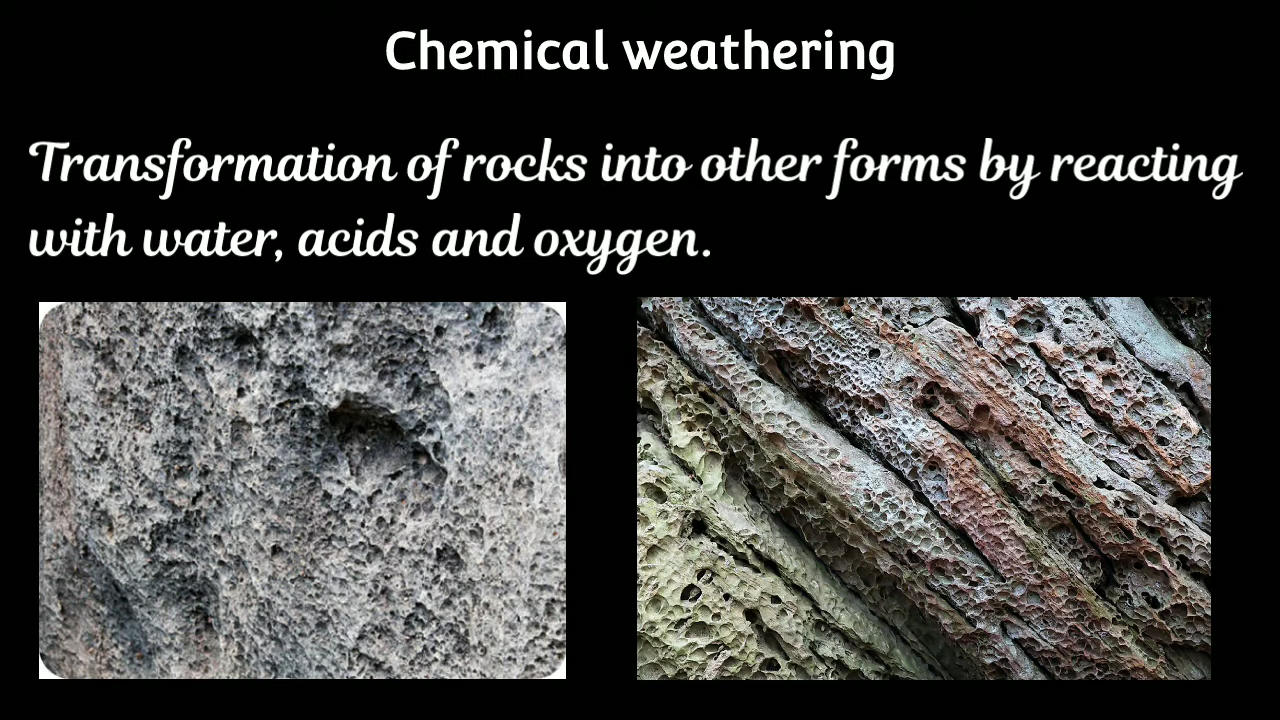 Chemical weathering
Transformation of rocks into other forms by reacting
with water, acids and oxygen.